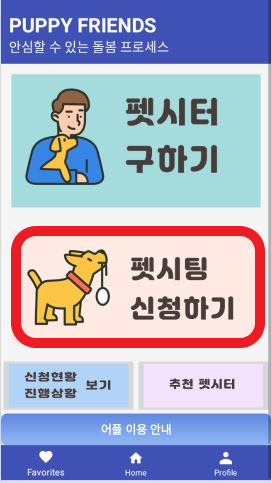 PUPPY FRIENDS
안심할 수 있는 돌봄 프로세스
펫시터
구하기
펫시팅
신청하기
신청현황
진행상황 보기
추천 펫시터
어플 이용 안내
Favorites
Home
Profile